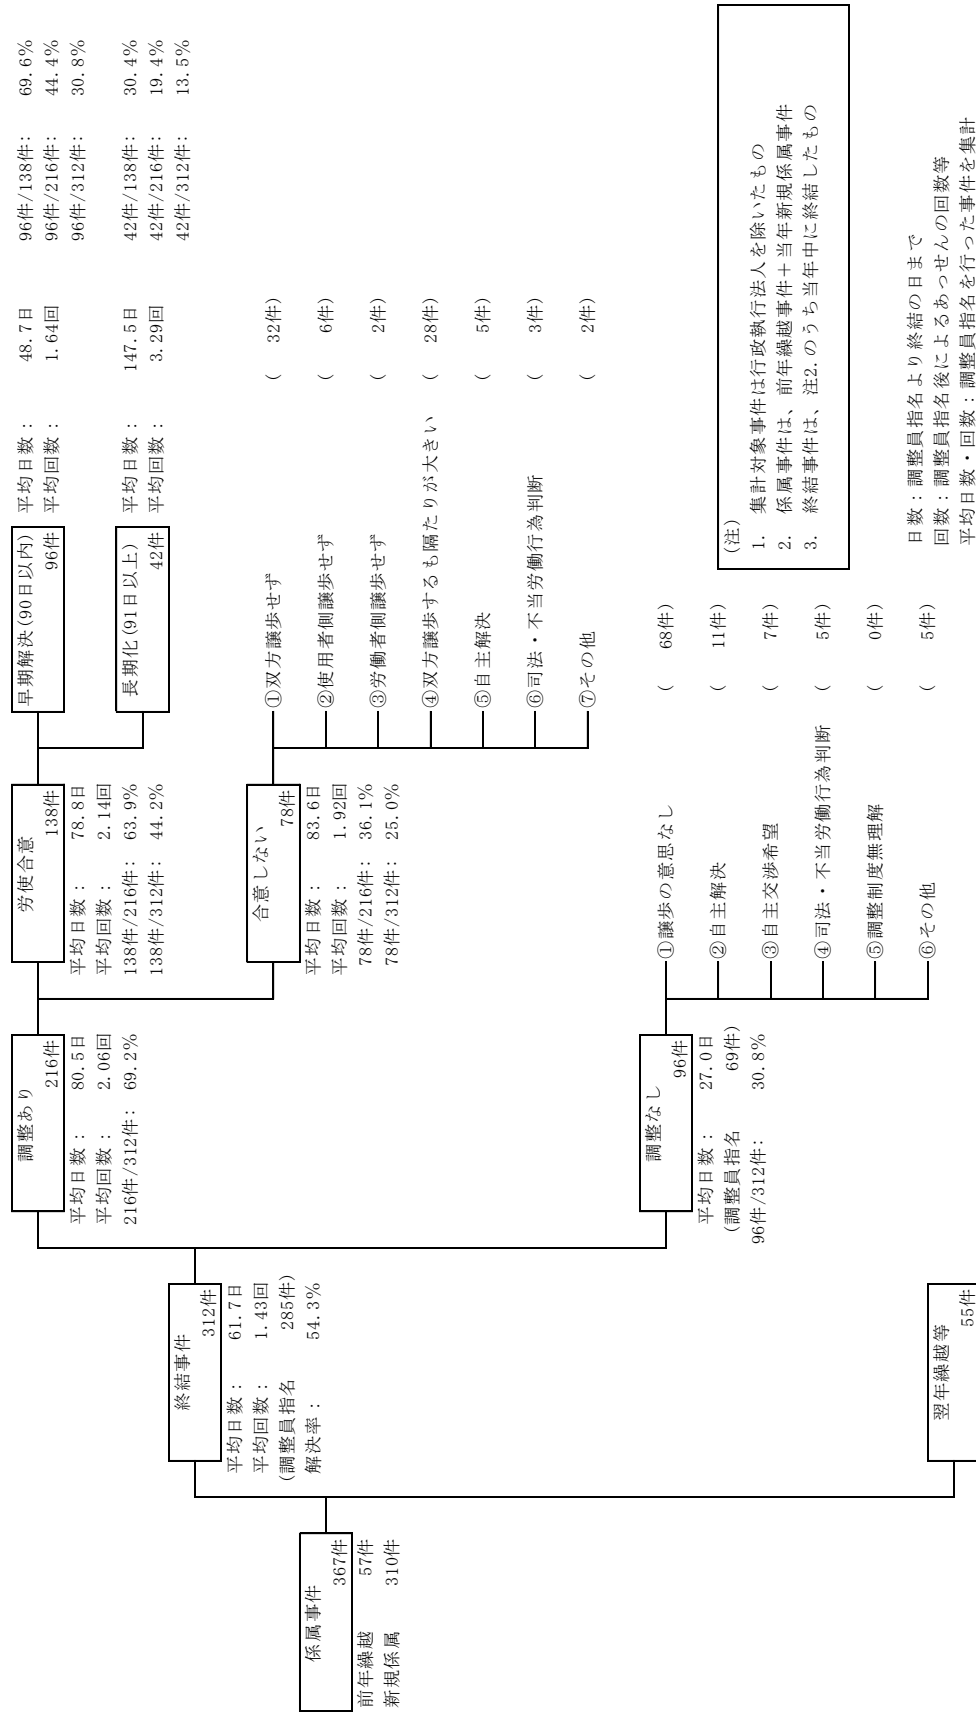 係属事件
367件
前年繰越 57件
新規係属 310件
終結事件
312件
平均日数： 61.7日
平均回数： 1.43回
(調整員指名 285件)
解決率： 54.3%
翌年繰越等
55件
調整あり
216件
平均日数： 80.5日
平均回数： 2.06回
216件/312件： 69.2%
調整なし
96件
平均日数： 27.0日
(調整員指名 69件)
96件/312件： 30.8%
労使合意
138件
平均日数： 78.8日
平均回数： 2.14回
138件/216件： 63.9%
138件/312件： 44.2%
合意しない
78件
平均日数： 83.6日
平均回数： 1.92回
78件/216件： 36.1%
78件/312件： 25.0%
早期解決(90日以内)
96件
平均日数： 48.7日 96件/138件： 69.6%
平均回数： 1.64回 96件/216件： 44.4%
96件/312件： 30.8%
長期化(91日以上)
42件
平均日数： 147.5日 42件/138件： 30.4%
平均回数： 3.29回 42件/216件： 19.4%
42件/312件： 13.5%
①双方譲歩せず ( 32件)
②使用者側譲歩せず ( 6件)
③労働者側譲歩せず ( 2件)
④双方譲歩するも隔たりが大きい ( 28件)
⑤自主解決 ( 5件)
⑥司法・不当労働行為判断 ( 3件)
⑦その他 ( 2件)
①譲歩の意思なし ( 68件)
②自主解決 ( 11件)
③自主交渉希望 ( 7件)
④司法・不当労働行為判断 ( 5件)
⑤調整制度無理解 ( 0件)
⑥その他 ( 5件)
(注)
1. 集計対象事件は行政執行法人を除いたもの
2. 係属事件は、前年繰越事件＋当年新規係属事件
3. 終結事件は、注2.のうち当年中に終結したもの
日数：調整員指名より終結の日まで
回数：調整員指名後によるあっせんの回数等
平均日数・回数：調整員指名を行った事件を集計